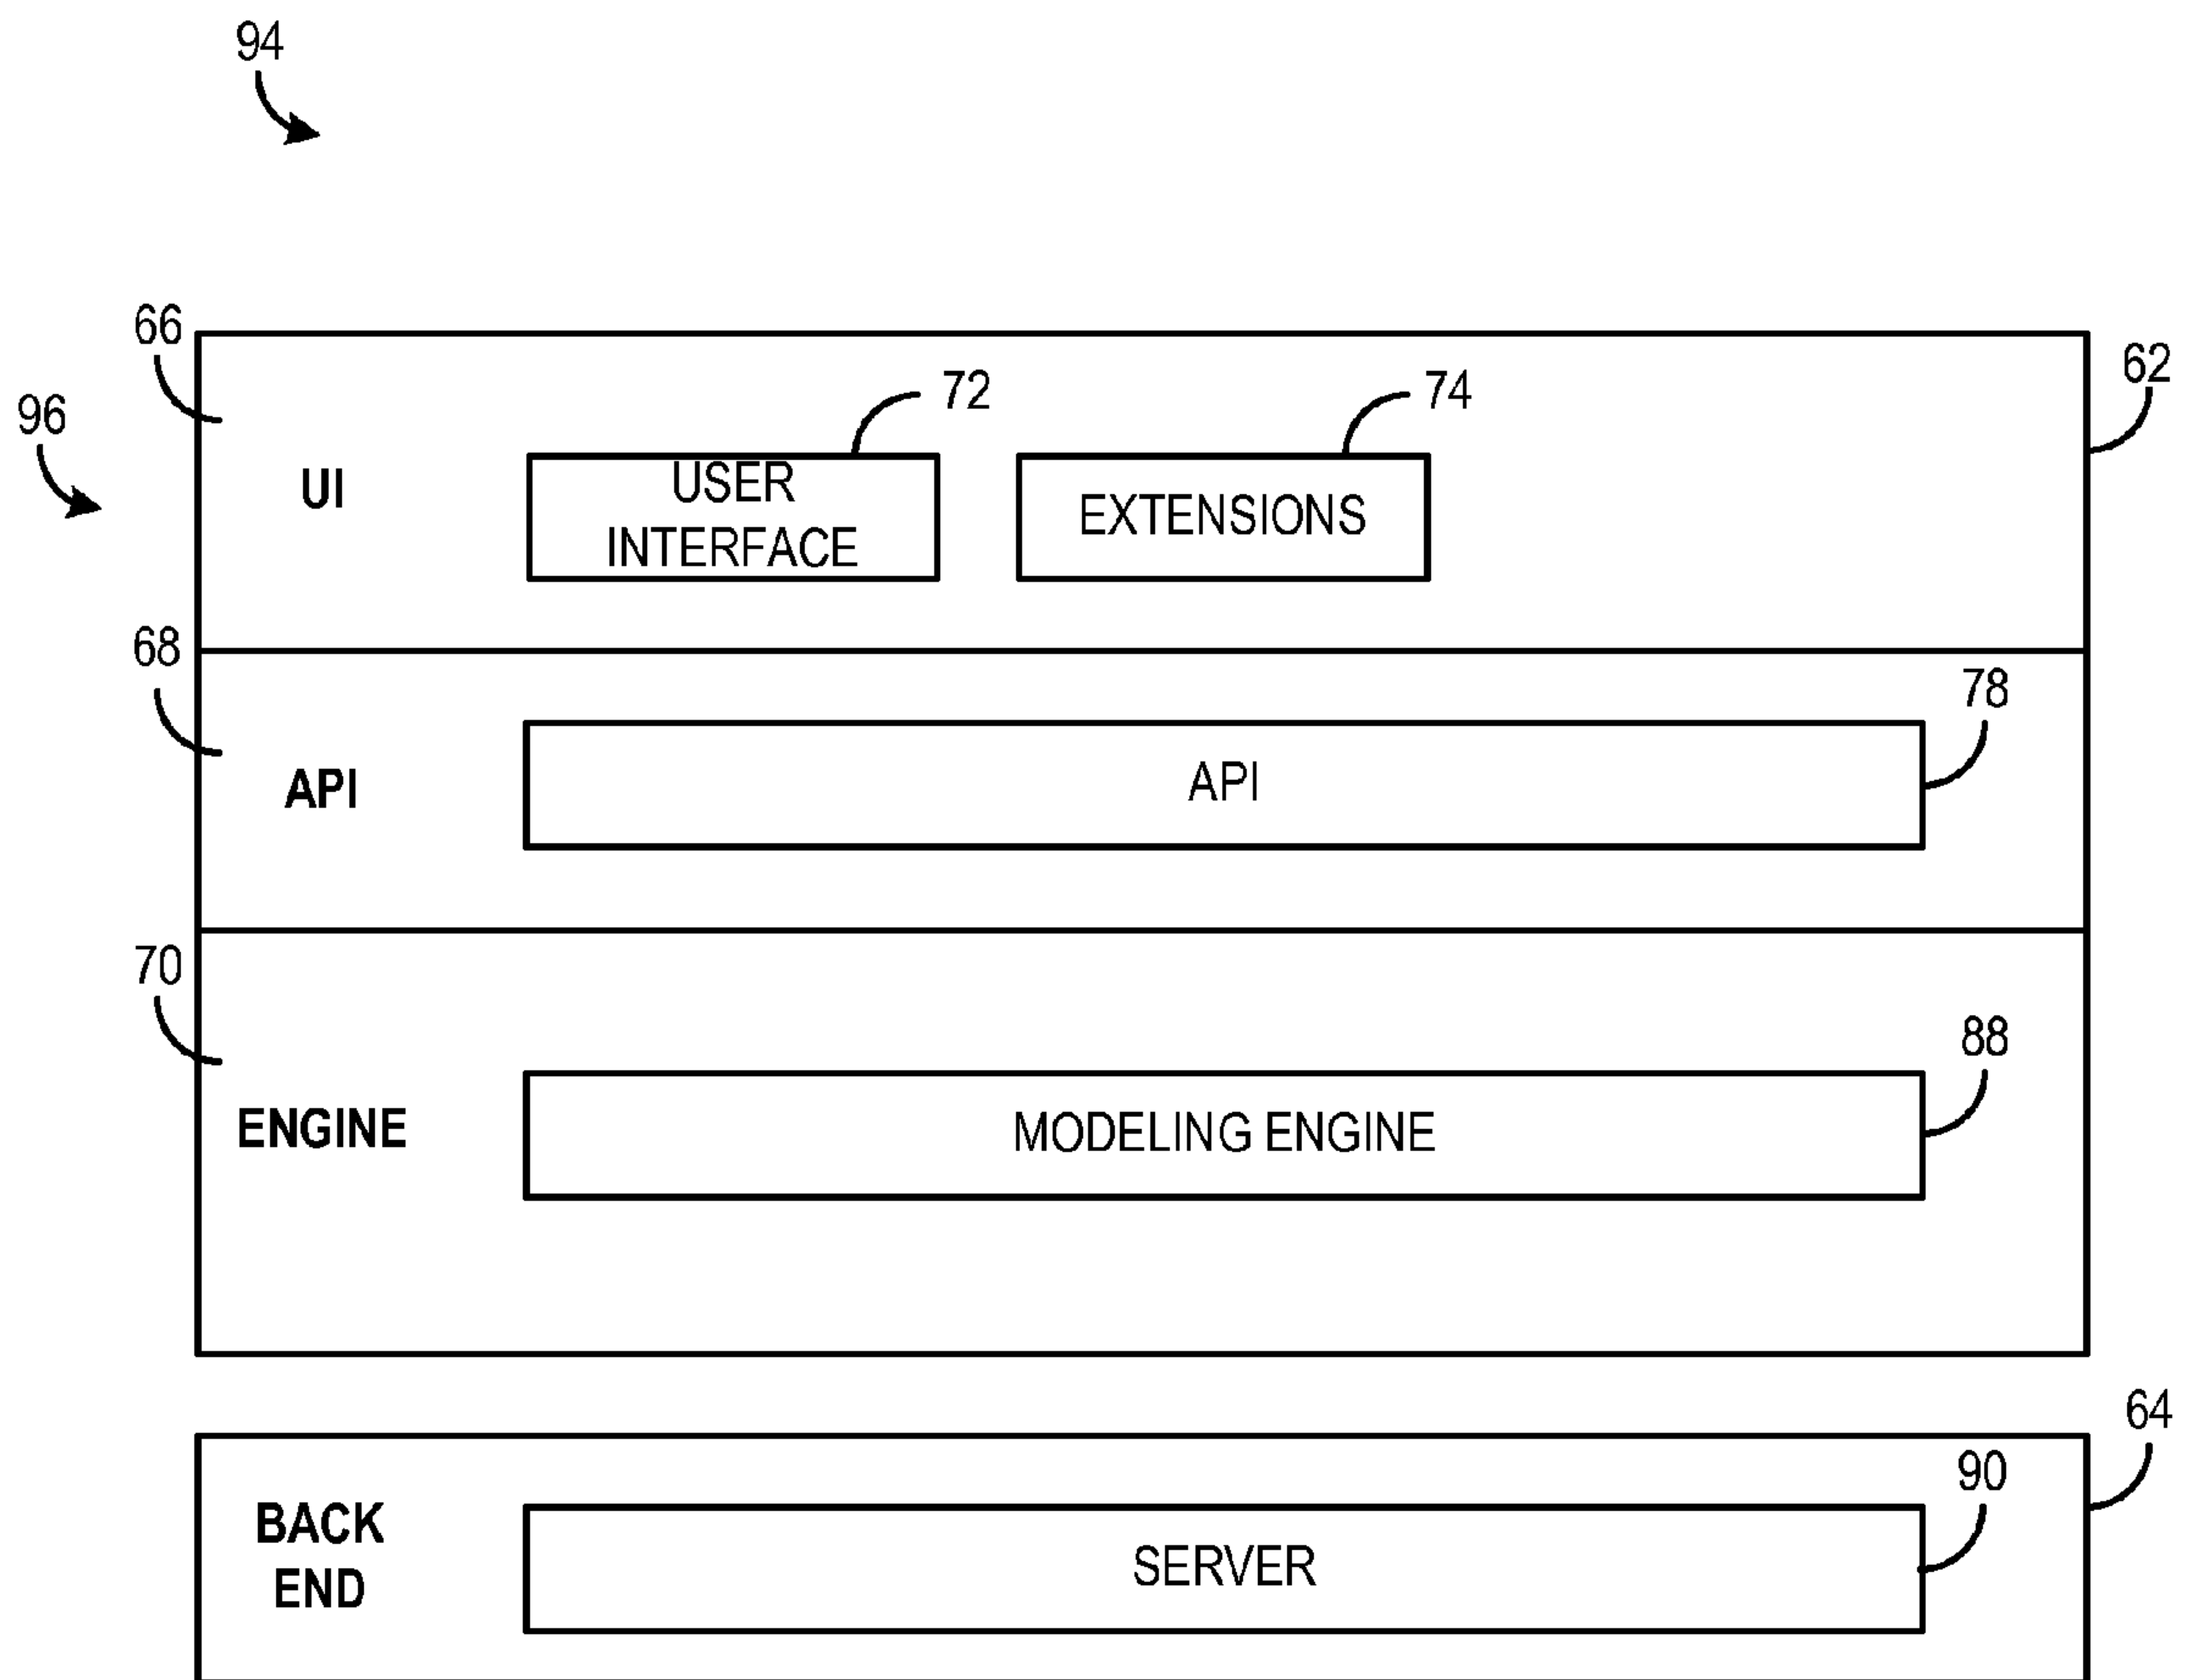 94
66
62
96
72
74
UI
USER
INTERFACE
EXTENSIONS
68
78
API
API
70
88
ENGINE
MODELING ENGINE
64
90
BACK
END
SERVER